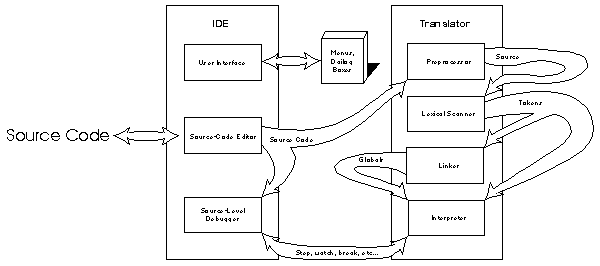 IDE
Translator
User Interface
Menus,
Dailog
Boxes
Preprocessor
Source
Lexical Scanner
Tokens
Source Code
Source-Code Editor
Source Code
Globals
Linker
Source-Level
Debugger
Interpreter
Step, watch, break, etc...